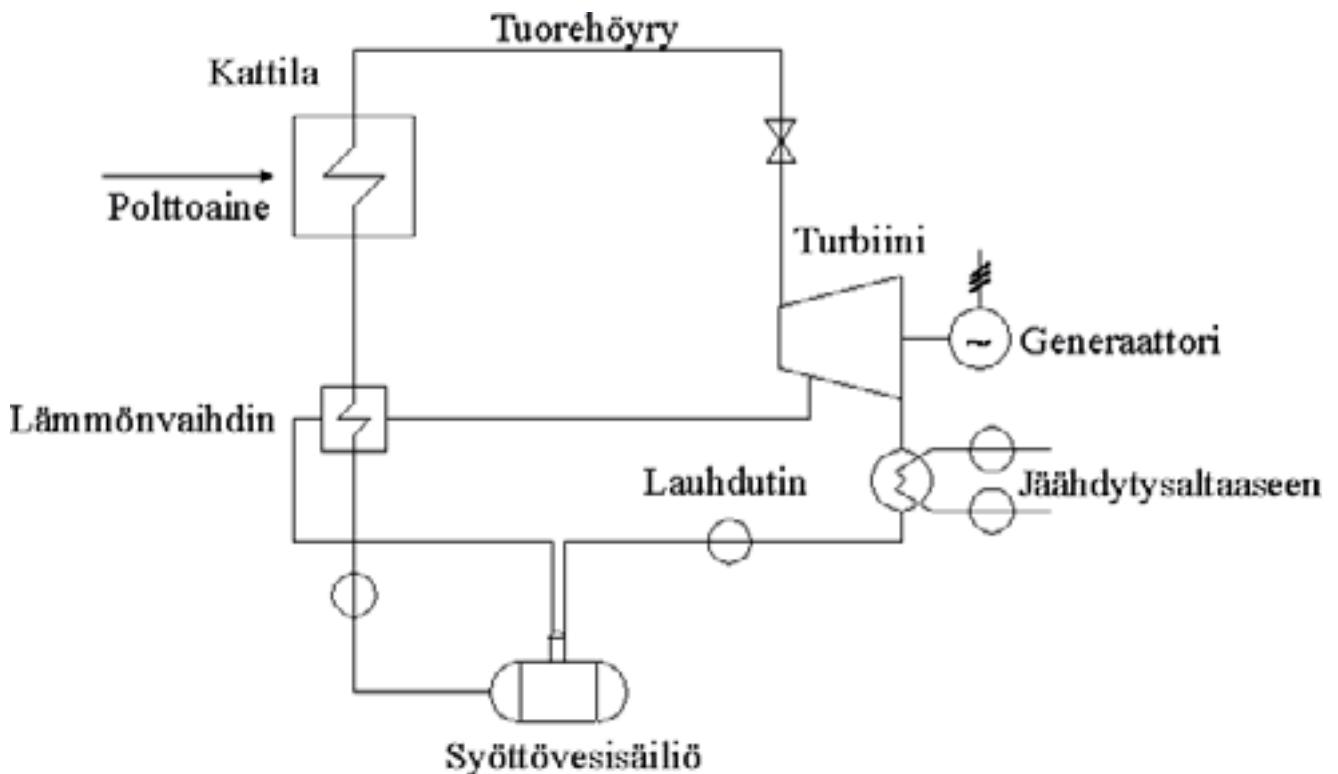 Tuorehöyry
Kattila
Polttoaine
Turbiini
~
Generaattori
Lämmönvaihdin
Lauhdutin
Jäähdytysaltaaseen
Syöttövesisäiliö